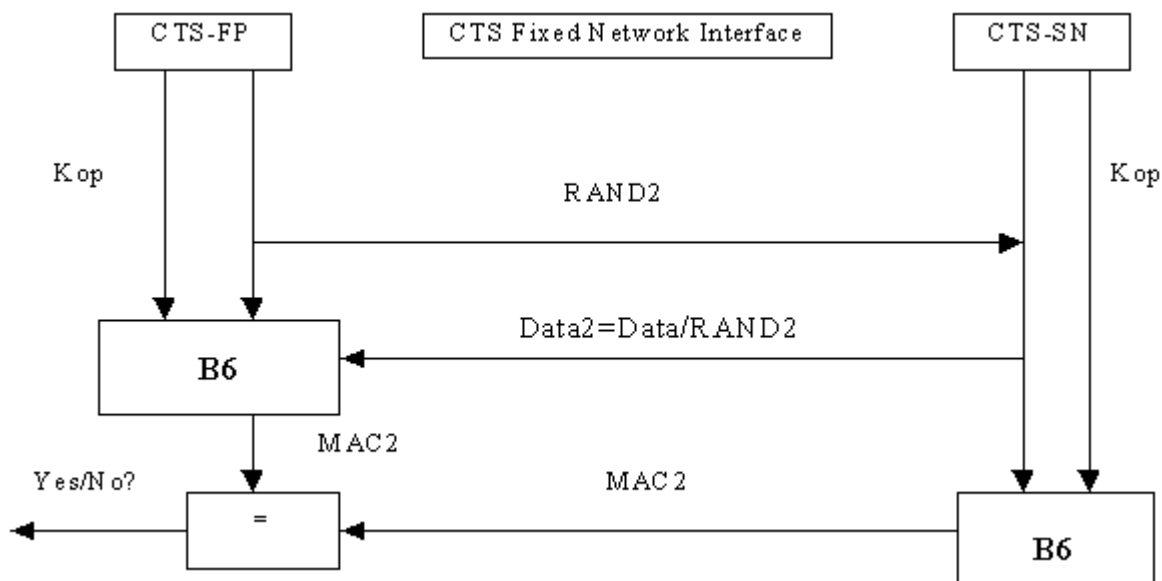 CTS-FP
CTS Fixed Network Interface
CTS-SN
Kop
Kop
RAND2
Data2=Data/RAND2
B6
MAC2
Yes/No?
MAC2
=
B6